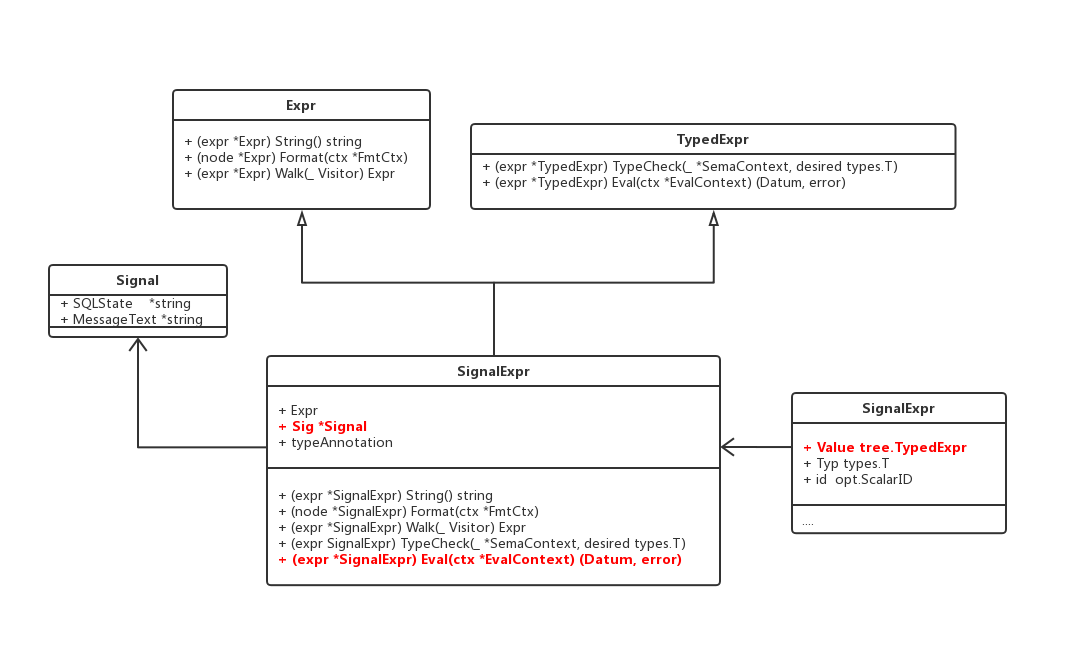 Expr
+ (expr *Expr) String() string
+ (node *Expr) Format(ctx *FmtCtx)
+ (expr *Expr) Walk(_ Visitor) Expr
TypedExpr
+ (expr *TypedExpr) TypeCheck(_ *SemaContext, desired types.T)
+ (expr *TypedExpr) Eval(ctx *EvalContext) (Datum, error)
Signal
+ SQLState    *string
+ MessageText *string
SignalExpr
+ Expr
+ Sig *Signal
+ typeAnnotation
+ (expr *SignalExpr) String() string
+ (node *SignalExpr) Format(ctx *FmtCtx)
+ (expr *SignalExpr) Walk(_ Visitor) Expr
+ (expr SignalExpr) TypeCheck(_ *SemaContext, desired types.T)
+ (expr *SignalExpr) Eval(ctx *EvalContext) (Datum, error)
SignalExpr
+ Value tree.TypedExpr
+ Typ types.T
+ id  opt.ScalarID
....